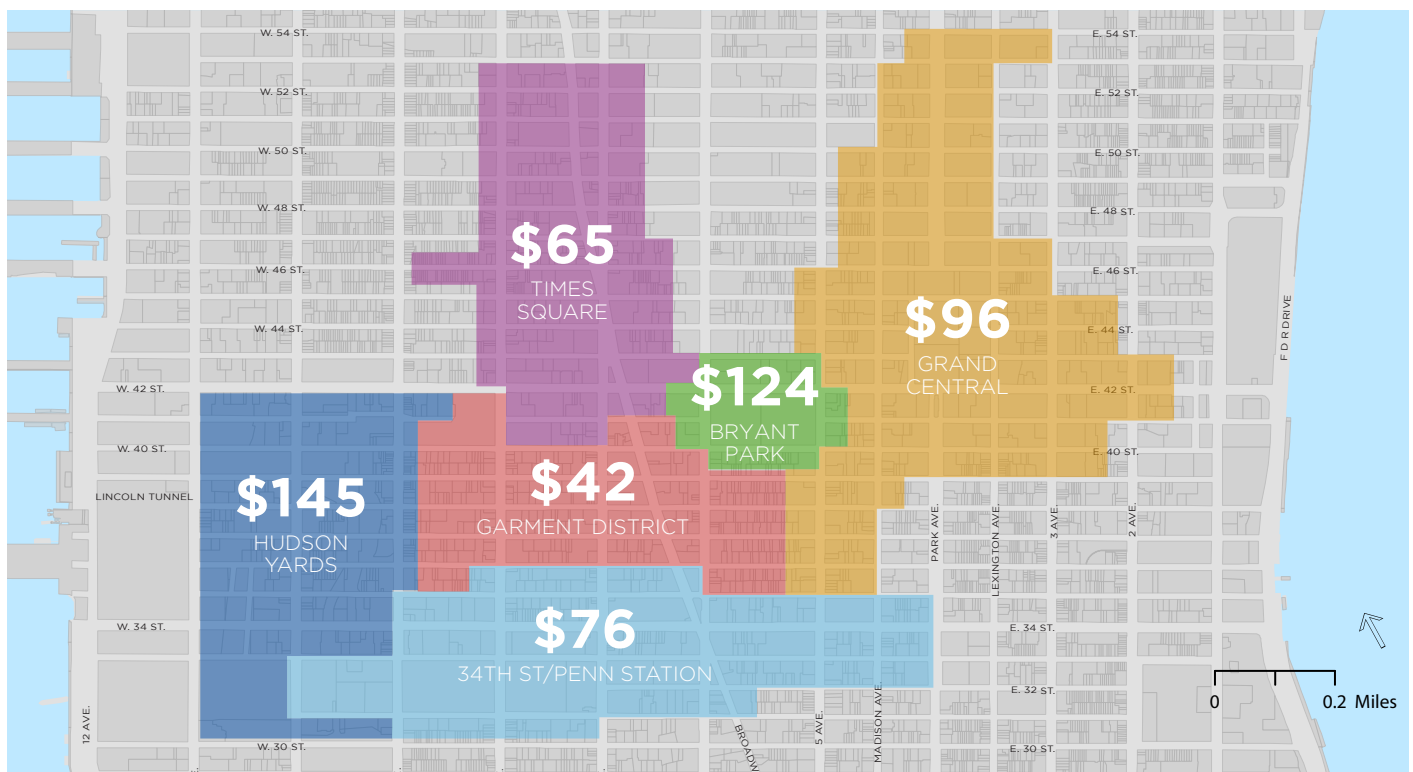 W. 54 ST.
E. 54 ST.
W. 52 ST.
E. 52 ST.
W. 50 ST.
E. 50 ST.
W. 48 ST.
E. 48 ST.
$65
TIMES
SQUARE
W. 46 ST.
E. 46 ST.
$96
GRAND
CENTRAL
W. 44 ST.
E. 44 ST.
F D R DRIVE
$124
BRYANT
PARK
W. 42 ST.
E. 42 ST.
W. 40 ST.
E. 40 ST.
LINCOLN TUNNEL
$145
HUDSON
YARDS
$42
GARMENT DISTRICT
PARK AVE.
LEXINGTON AVE.
3 AVE.
2 AVE.
$76
34TH ST/PENN STATION
W. 34 ST.
E. 34 ST.
E. 32 ST.
12 AVE.
W. 30 ST.
BROADW
5 AVE.
MADISON AVE.
E. 30 ST.
0
0.2 Miles